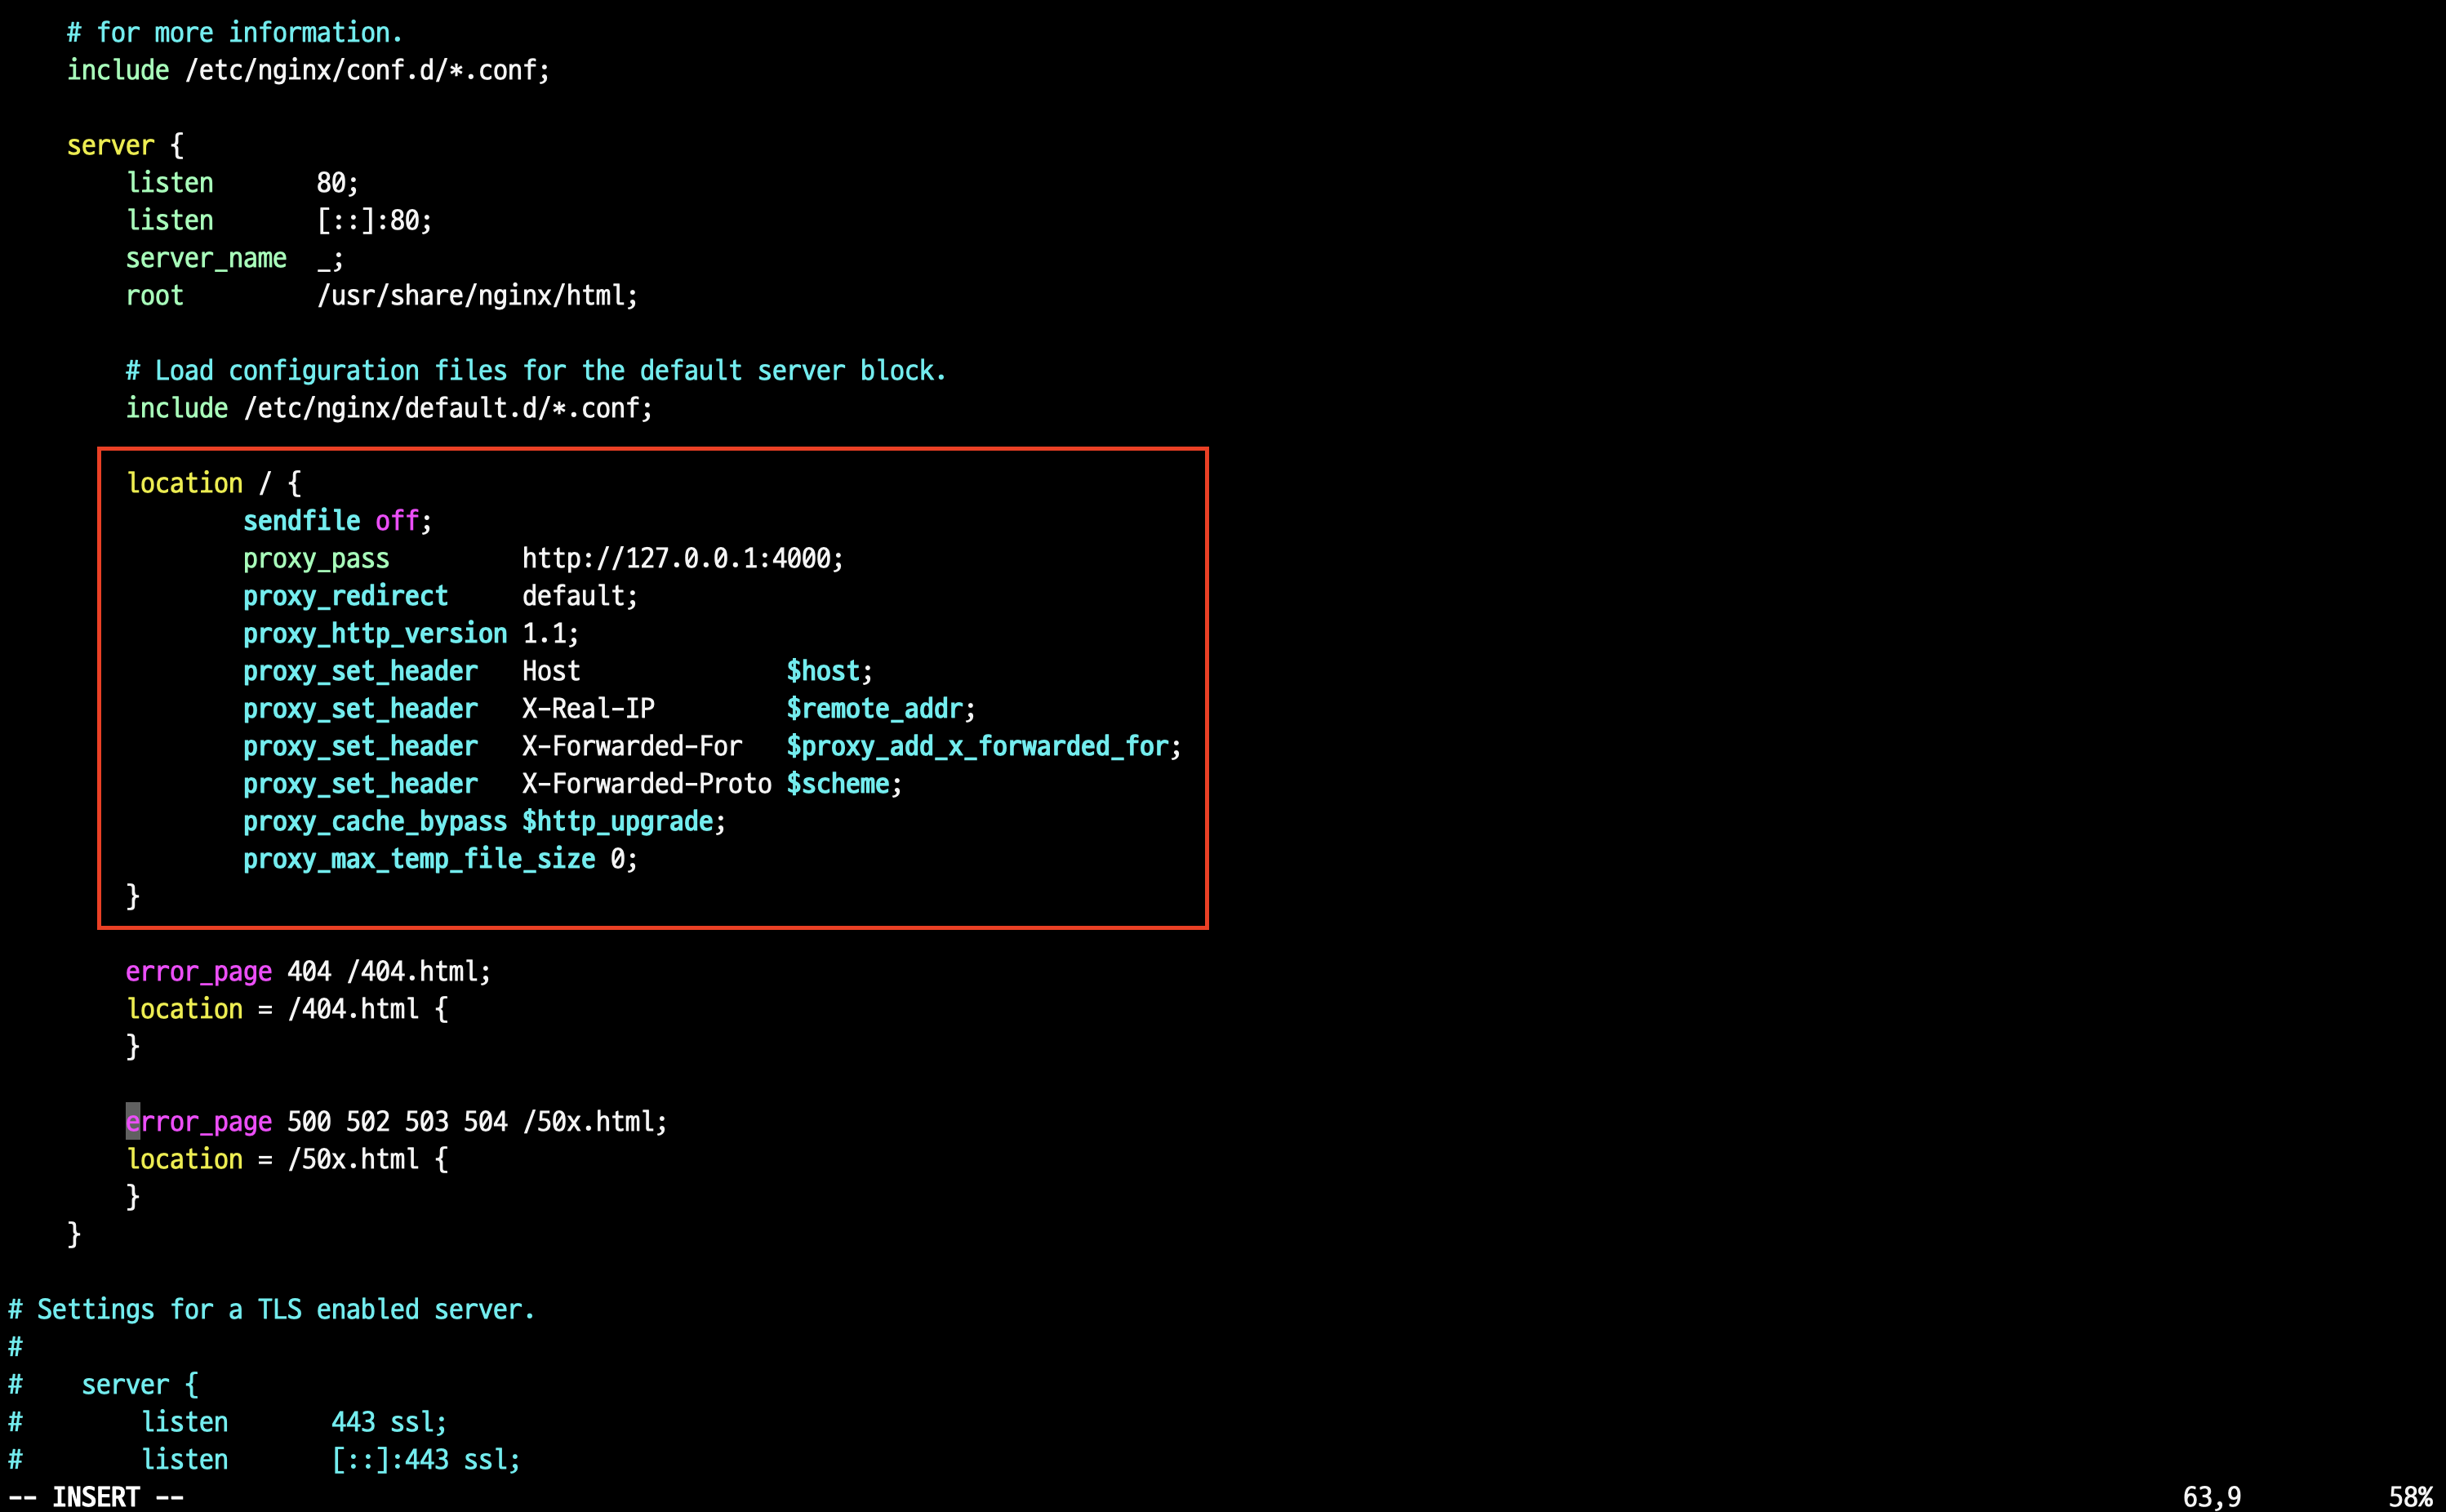 # for more information.
    include /etc/nginx/conf.d/*.conf;

    server {
        listen       80;
        listen       [::]:80;
        server_name  _;
        root         /usr/share/nginx/html;

        # Load configuration files for the default server block.
        include /etc/nginx/default.d/*.conf;

        location / {
                sendfile off;
                proxy_pass         http://127.0.0.1:4000;
                proxy_redirect     default;
                proxy_http_version 1.1;
                proxy_set_header   Host              $host;
                proxy_set_header   X-Real-IP         $remote_addr;
                proxy_set_header   X-Forwarded-For   $proxy_add_x_forwarded_for;
                proxy_set_header   X-Forwarded-Proto $scheme;
                proxy_cache_bypass $http_upgrade;
                proxy_max_temp_file_size 0;
        }

        error_page 404 /404.html;
        location = /404.html {
        }

        error_page 500 502 503 504 /50x.html;
        location = /50x.html {
        }
    }

# Settings for a TLS enabled server.
#
#    server {
#        listen       443 ssl;
#        listen       [::]:443 ssl;
-- INSERT -- 63,9 58%